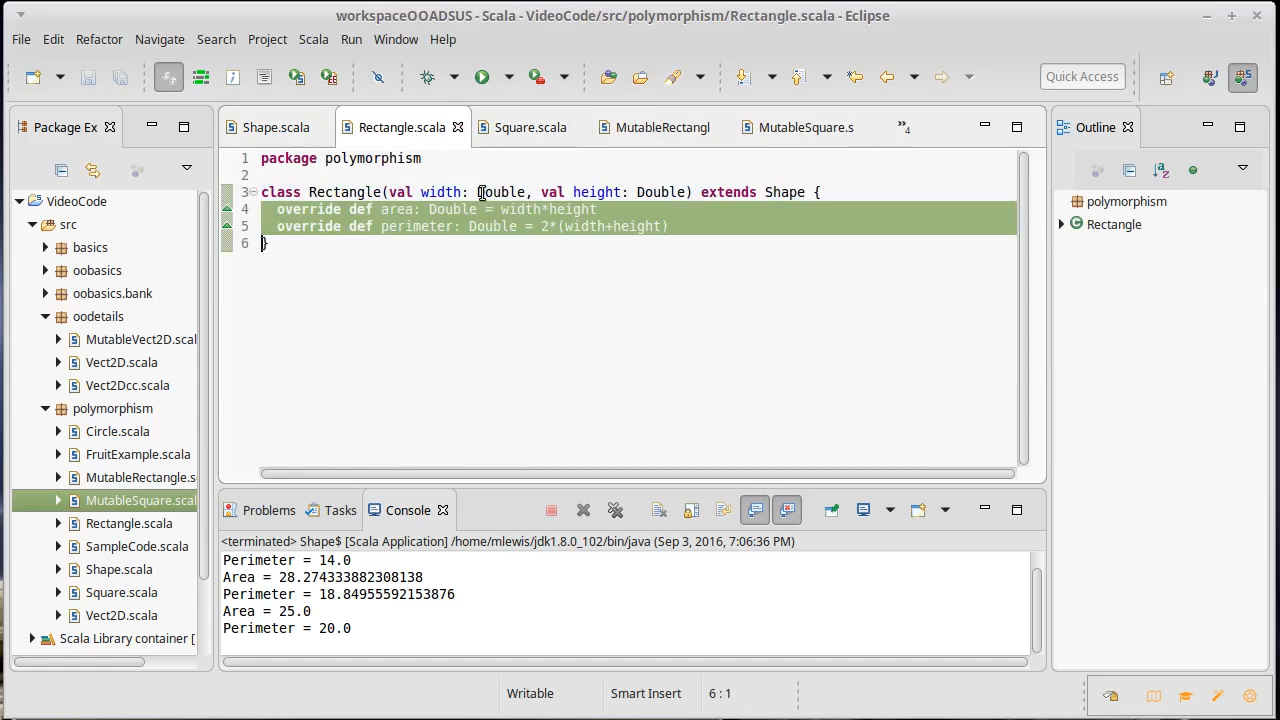 workspaceOOADSUS - Scala - VideoCode/src/polymorphism/Rectangle.scala - Eclipse
File Edit Refactor Navigate Search Project Scala Run Window Help
Quick Access
Package Ex
Shape.scala
Rectangle.scala
Square.scala
MutableRectangl
MutableSquare.s
»4
Outline
1 package polymorphism
2
3 class Rectangle(val width: Double, val height: Double) extends Shape {
4 override def area: Double = width*height
5 override def perimeter: Double = 2*(width+height)
6 }
VideoCode
src
basics
oobasics
oobasics.bank
oodetails
MutableVect2D.scal
Vect2D.scala
Vect2Dcc.scala
polymorphism
Circle.scala
FruitExample.scala
MutableRectangle.s
MutableSquare.scal
Rectangle.scala
SampleCode.scala
Shape.scala
Square.scala
Vect2D.scala
Scala Library container [
polymorphism
Rectangle
Problems Tasks Console
<terminated> Shape$ [Scala Application] /home/mlewis/jdk1.8.0_102/bin/java (Sep 3, 2016, 7:06:36 PM)
Perimeter = 14.0
Area = 28.274333882308138
Perimeter = 18.84955592153876
Area = 25.0
Perimeter = 20.0
Writable
Smart Insert
6 : 1